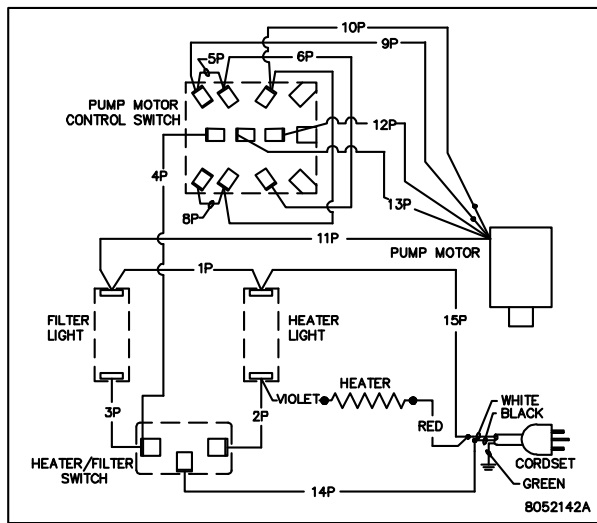 10P
9P
5P
6P
PUMP MOTOR
CONTROL SWITCH
12P
4P
13P
8P
11P
PUMP MOTOR
1P
FILTER
LIGHT
HEATER
LIGHT
15P
HEATER
VIOLET
WHITE
BLACK
3P
2P
RED
HEATER/FILTER
SWITCH
CORDSET
GREEN
14P
8052142A